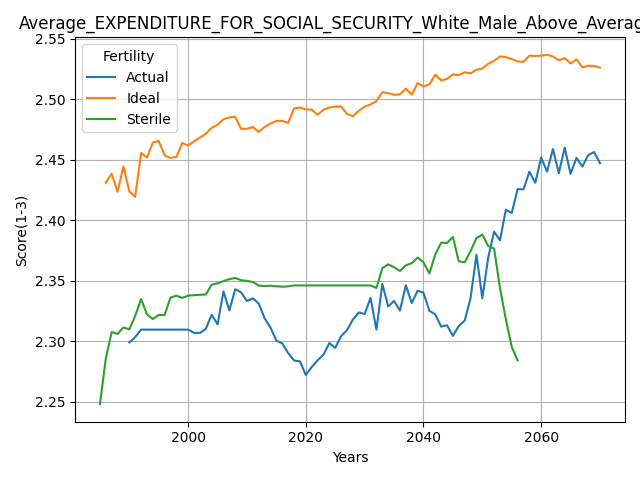 Average_EXPENDITURE_FOR_SOCIAL_SECURITY_White_Male_Above_Averag
Fertility
Actual
Ideal
Sterile
Score(1-3)
2.55
2.50
2.45
2.40
2.35
2.30
2.25
2000 2020 2040 2060
Years